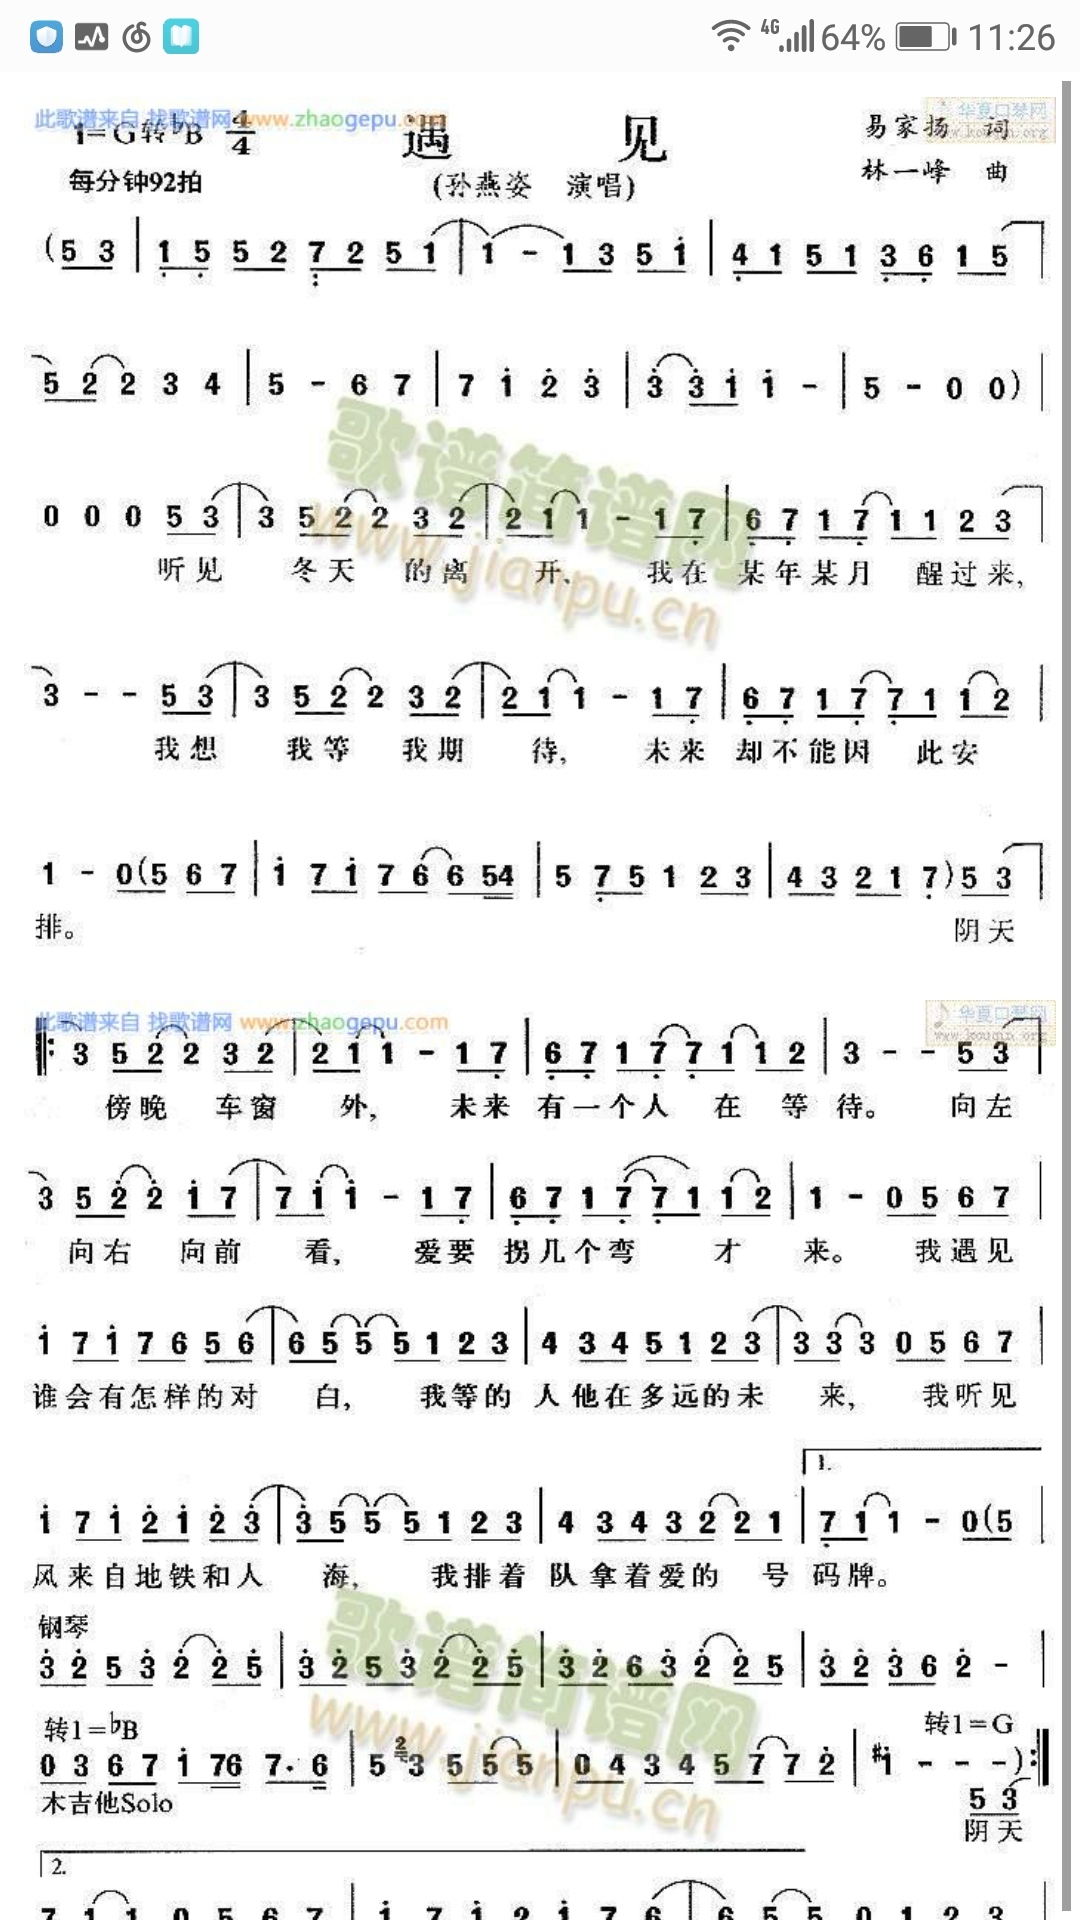 4G 64% 11:26
此歌谱来自 找歌谱网 www.zhaogepu.com
华夏口琴网
www.kouqin.org
1=G转♭B 4/4
遇 见
易家扬 词
每分钟92拍
(孙燕姿 演唱)
林一峰 曲
(5 3 | 1 5 5 2 7 2 5 1 | 1 - 1 3 5 1 | 4 1 5 1 3 6 1 5 |
5 2 2 3 4 | 5 - 6 7 | 7 1 2 3 | 3 3 1 1 - | 5 - 0 0) |
歌谱简谱网
www.jianpu.cn
0 0 0 5 3 | 3 5 2 2 3 2 | 2 1 1 - 1 7 | 6 7 1 7 1 1 2 3 |
听见 冬天 的离 开、 我在 某年某月 醒过来,
3 - - 5 3 | 3 5 2 2 3 2 | 2 1 1 - 1 7 | 6 7 1 7 7 1 1 2 |
我想 我等 我期 待, 未来 却不能因 此安
1 - 0(5 6 7 | 1 7 1 7 6 6 54 | 5 7 5 1 2 3 | 4 3 2 1 7)5 3 |
排。 阴天
此歌谱来自 找歌谱网 www.zhaogepu.com
华夏口琴网
www.kouqin.org
‖: 3 5 2 2 3 2 | 2 1 1 - 1 7 | 6 7 1 7 7 1 1 2 | 3 - - 5 3 |
傍晚 车窗 外, 未来 有一个人 在 等 待。 向左
3 5 2 2 1 7 | 7 1 1 - 1 7 | 6 7 1 7 7 1 1 2 | 1 - 0 5 6 7 |
向右 向前 看, 爱要 拐几个弯 才 来。 我遇见
1 7 1 7 6 5 6 | 6 5 5 5 1 2 3 | 4 3 4 5 1 2 3 | 3 3 3 0 5 6 7 |
谁会有怎样的对 白, 我等的 人他在多远的未 来, 我听见
1.
1 7 1 2 1 2 3 | 3 5 5 5 1 2 3 | 4 3 4 3 2 2 1 | 7 1 1 - 0(5 |
风来自地铁和人 海, 我排着 队拿着爱的 号 码牌。
钢琴
3 2 5 3 2 2 5 | 3 2 5 3 2 2 5 | 3 2 6 3 2 2 5 | 3 2 3 6 2 - |
歌谱简谱网
www.jianpu.cn
转1=♭B 转1=G
0 3 6 7 1 76 7. 6 | 5 2 3 5 5 5 | 0 4 3 4 5 7 7 2 | #1 - - -) :‖
木吉他Solo
5 3
阴天
2.
7 1 1 0 5 6 7 | 1 7 1 2 1 7 6 | 6 5 5 0 1 2 3